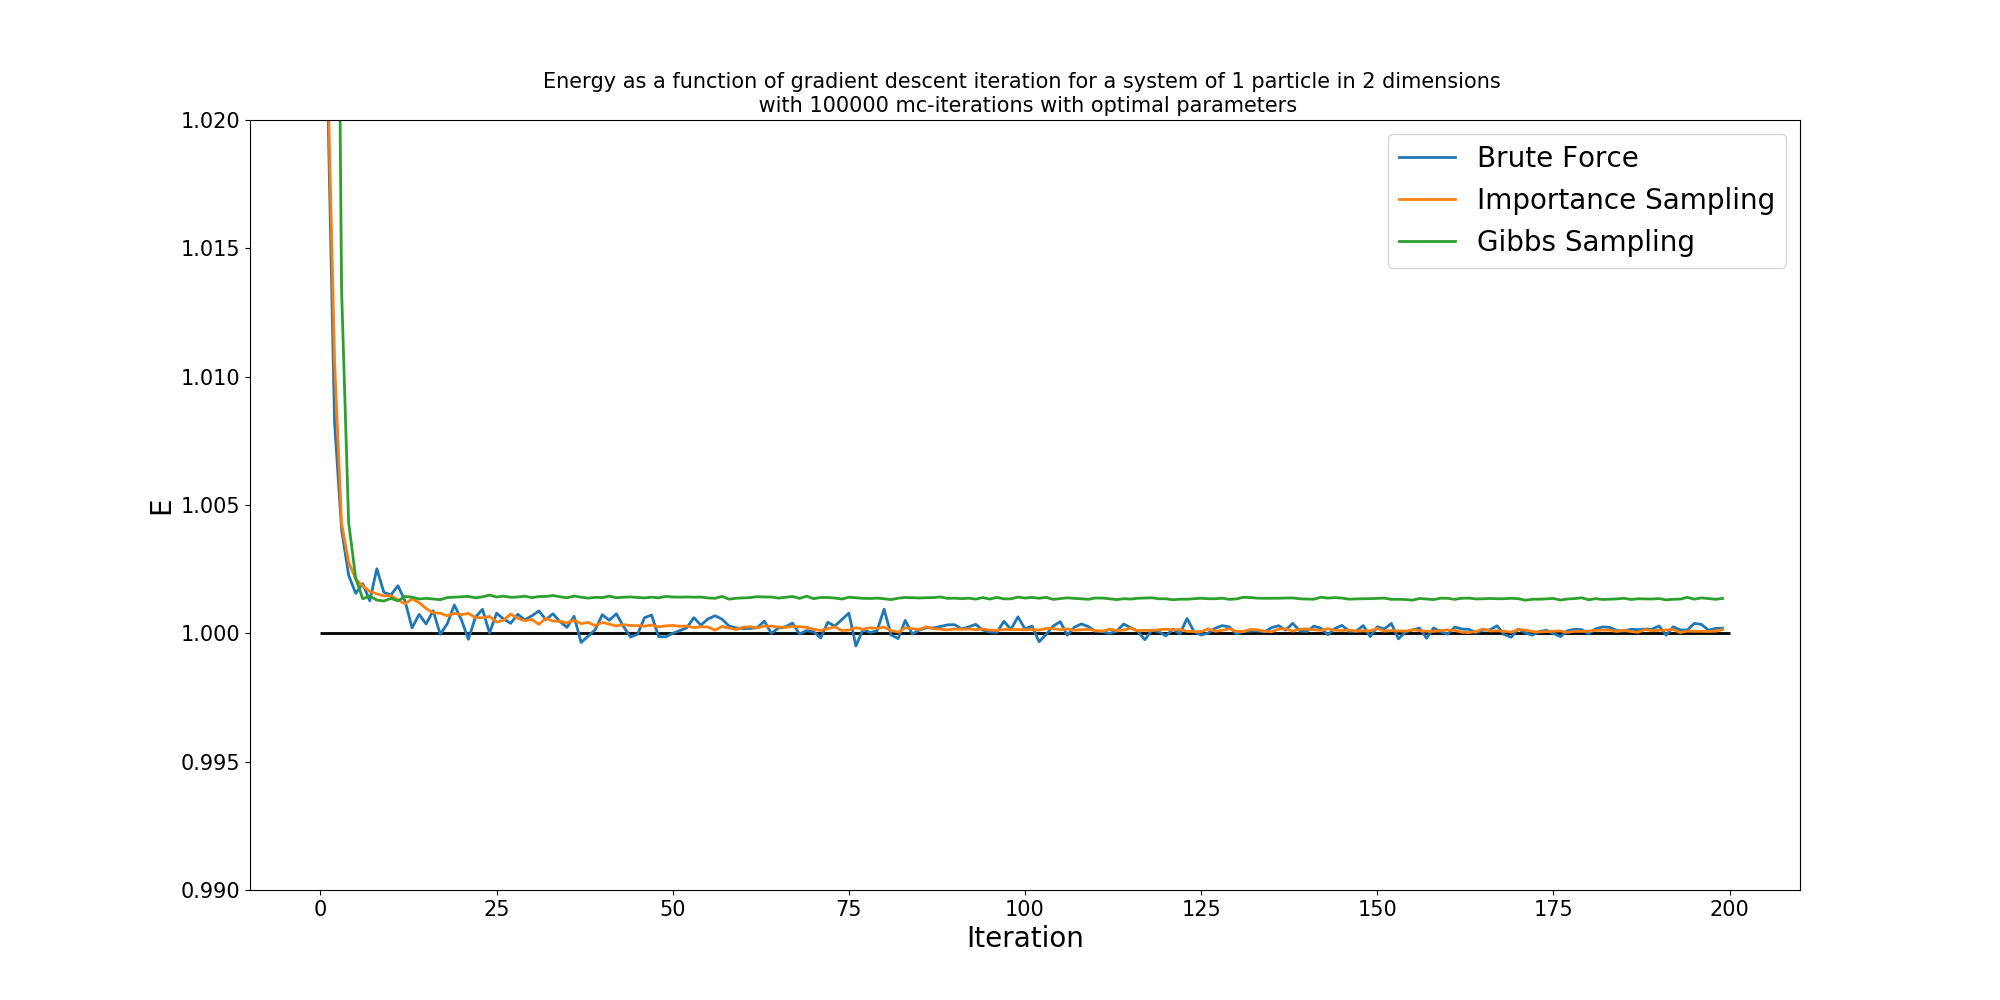 Energy as a function of gradient descent iteration for a system of 1 particle in 2 dimensions
with 100000 mc-iterations with optimal parameters
1.020
1.015
1.010
1.005
1.000
0.995
0.990
E
Brute Force
Importance Sampling
Gibbs Sampling
0 25 50 75 100 125 150 175 200
Iteration